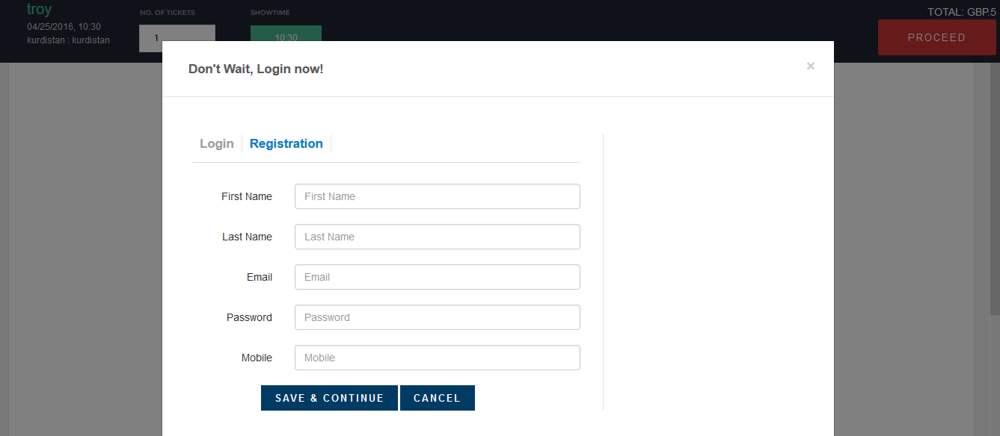 troy
04/25/2016, 10:30
kurdistan : kurdistan
NO. OF TICKETS
1
SHOWTIME
10:30
TOTAL: GBP.5
PROCEED
Don't Wait, Login now!
×
Login
Registration
First Name First Name
Last Name Last Name
Email Email
Password Password
Mobile Mobile
SAVE & CONTINUE CANCEL